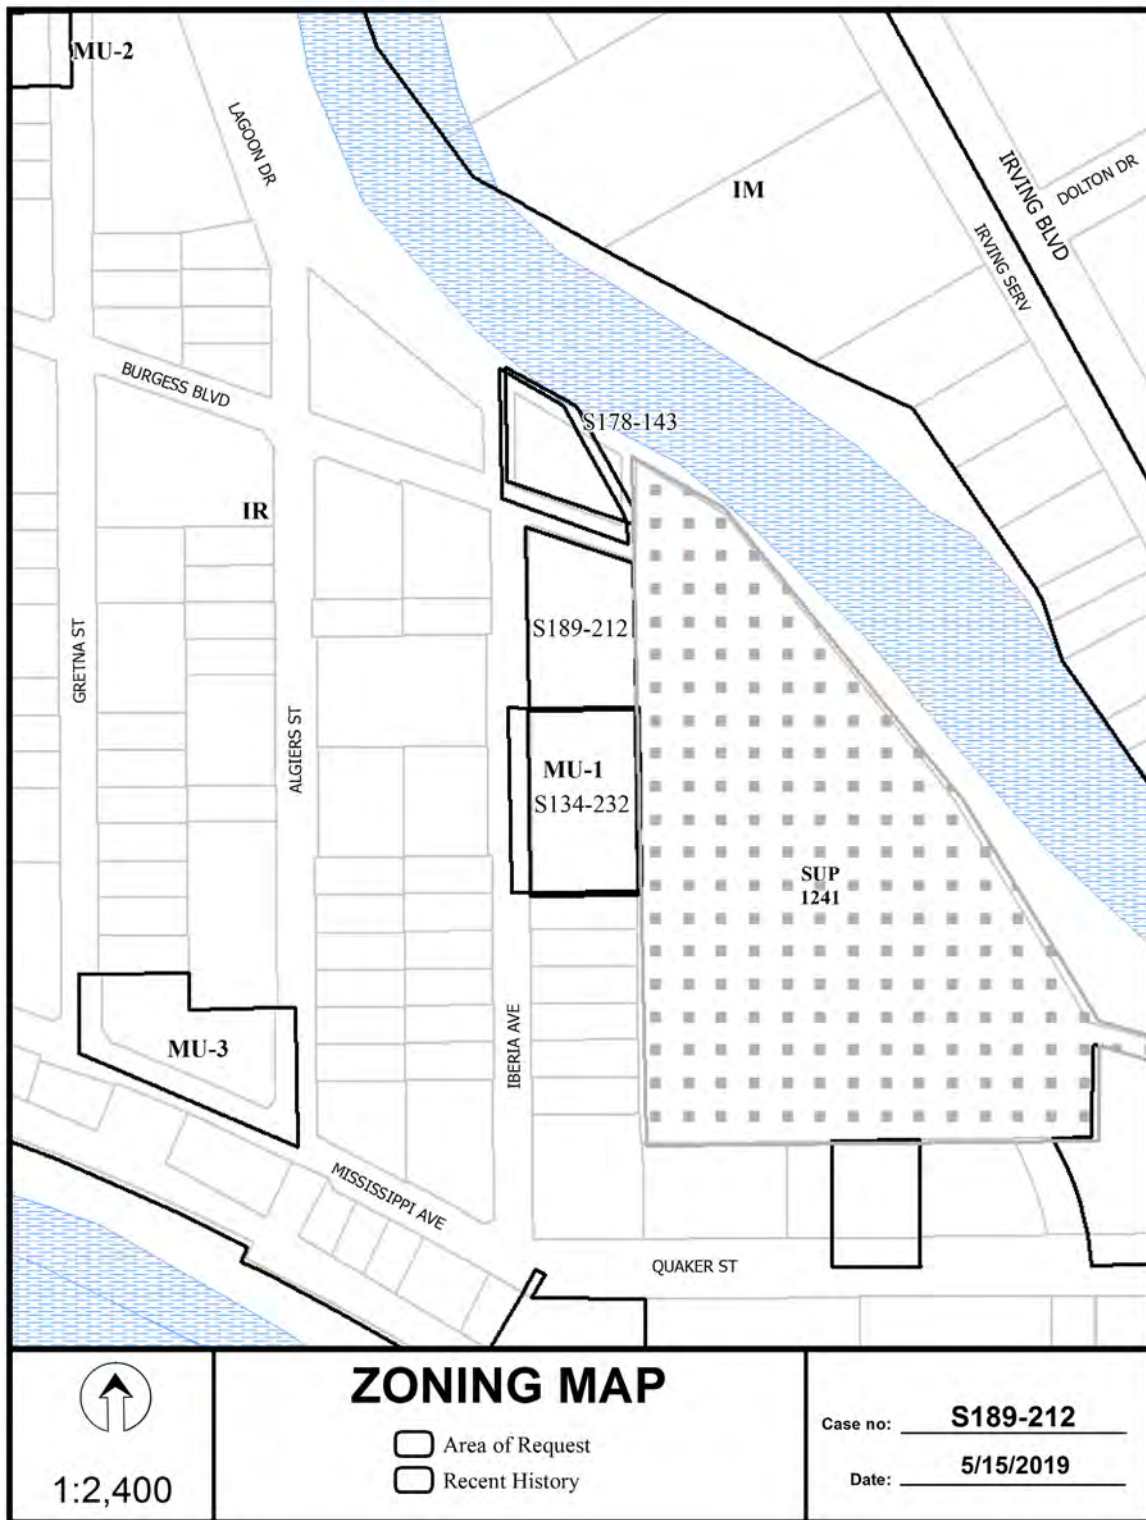 MU-2
LAGOON DR
IM
IRVING BLVD
DOLTON DR
IRVING SERV
BURGESS BLVD
S178-143
IR
S189-212
GRETNA ST
ALGIERS ST
MU-1
S134-232
SUP
1241
IBERIA AVE
MU-3
MISSISSIPPI AVE
QUAKER ST
1:2,400
ZONING MAP
Area of Request
Recent History
Case no: S189-212
Date: 5/15/2019